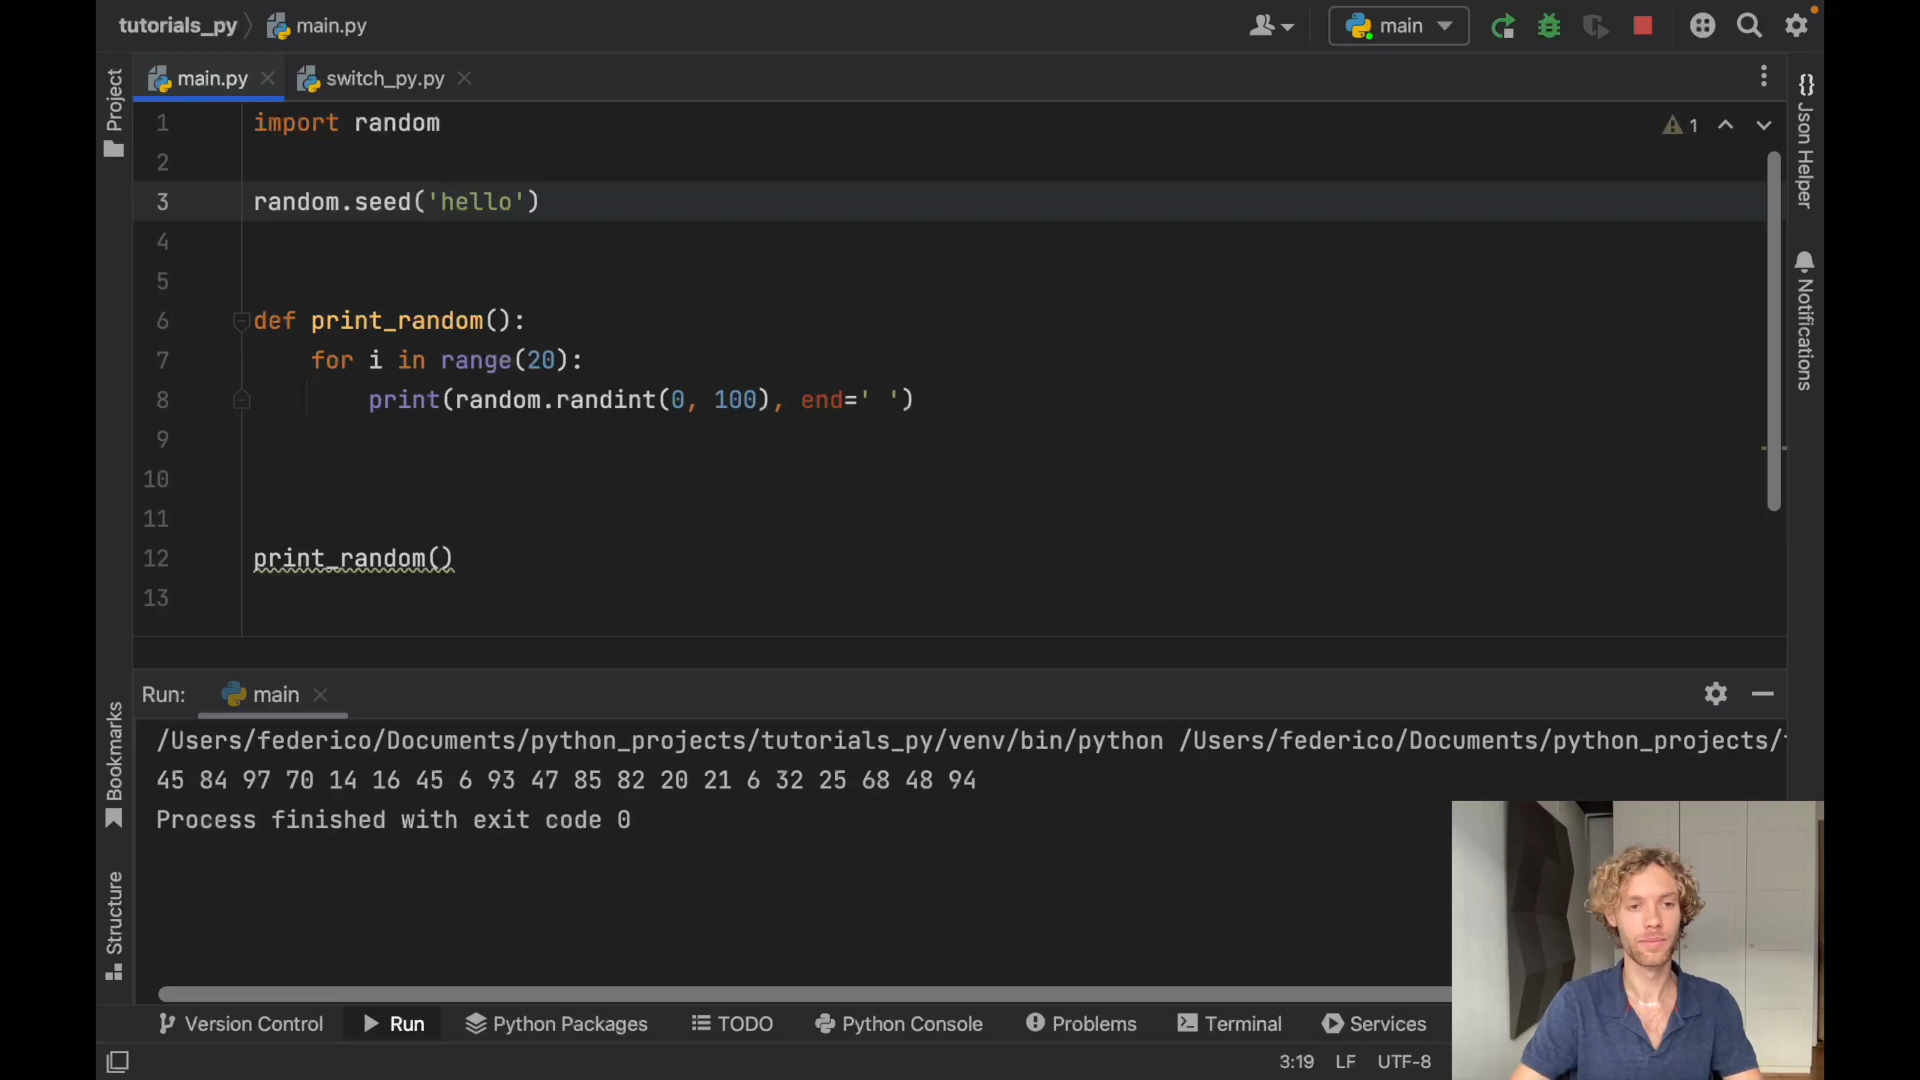 tutorials_py main.py main
main.py switch_py.py
Project
Bookmarks
Structure
1 import random
2
3 random.seed('hello')
4
5
6 def print_random():
7 for i in range(20):
8 print(random.randint(0, 100), end=' ')
9
10
11
12 print_random()
13
1
{} Json Helper
Notifications
Run: main
/Users/federico/Documents/python_projects/tutorials_py/venv/bin/python /Users/federico/Documents/python_projects/
45 84 97 70 14 16 45 6 93 47 85 82 20 21 6 32 25 68 48 94
Process finished with exit code 0
Version Control Run Python Packages TODO Python Console Problems Terminal Services
3:19 LF UTF-8